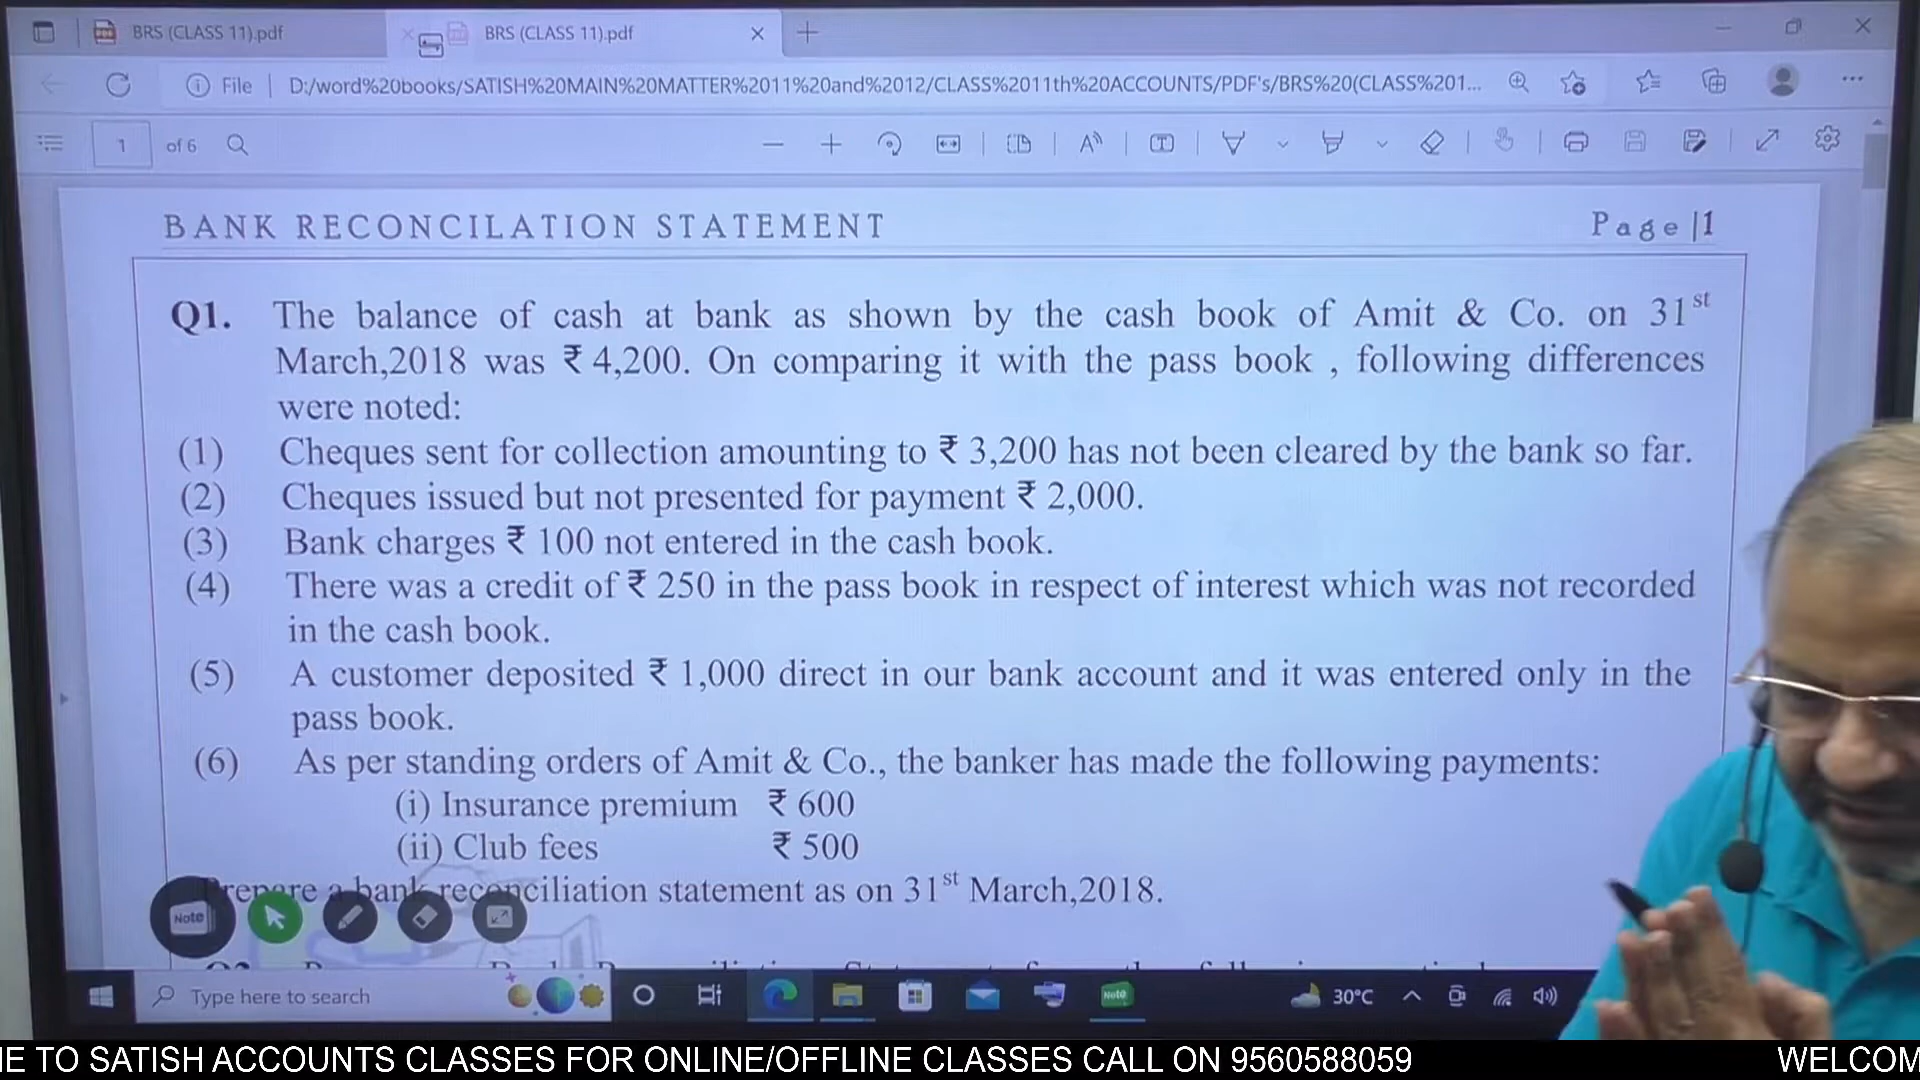 BRS (CLASS 11).pdf
BRS (CLASS 11).pdf
File
D:/word%20books/SATISH%20MAIN%20MATTER%2011%20and%2012/CLASS%2011th%20ACCOUNTS/PDF's/BRS%20(CLASS%201...
1 of 6
BANK RECONCILATION STATEMENT
Page|1
Q1. The balance of cash at bank as shown by the cash book of Amit & Co. on 31st
March,2018 was ₹ 4,200. On comparing it with the pass book , following differences
were noted:
(1) Cheques sent for collection amounting to ₹ 3,200 has not been cleared by the bank so far.
(2) Cheques issued but not presented for payment ₹ 2,000.
(3) Bank charges ₹ 100 not entered in the cash book.
(4) There was a credit of ₹ 250 in the pass book in respect of interest which was not recorded
in the cash book.
(5) A customer deposited ₹ 1,000 direct in our bank account and it was entered only in the
pass book.
(6) As per standing orders of Amit & Co., the banker has made the following payments:
(i) Insurance premium ₹ 600
(ii) Club fees ₹ 500
Prepare a bank reconciliation statement as on 31st March,2018.
Note
Type here to search
Note
30°C
E TO SATISH ACCOUNTS CLASSES FOR ONLINE/OFFLINE CLASSES CALL ON 9560588059
WELCOM